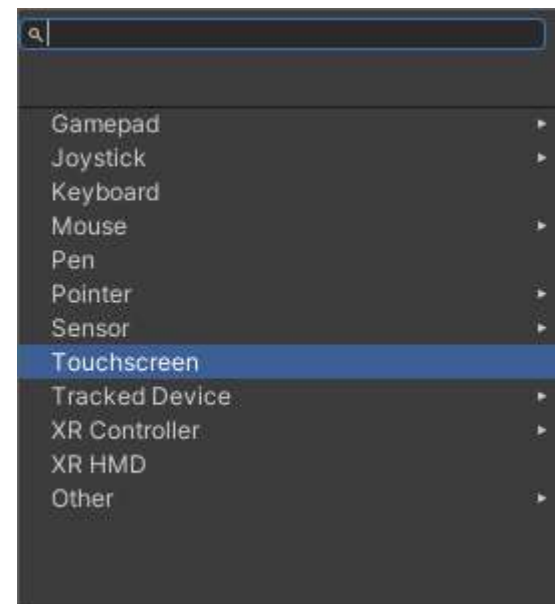 Gamepad
Joystick
Keyboard
Mouse
Pen
Pointer
Sensor
Touchscreen
Tracked Device
XR Controller
XR HMD
Other